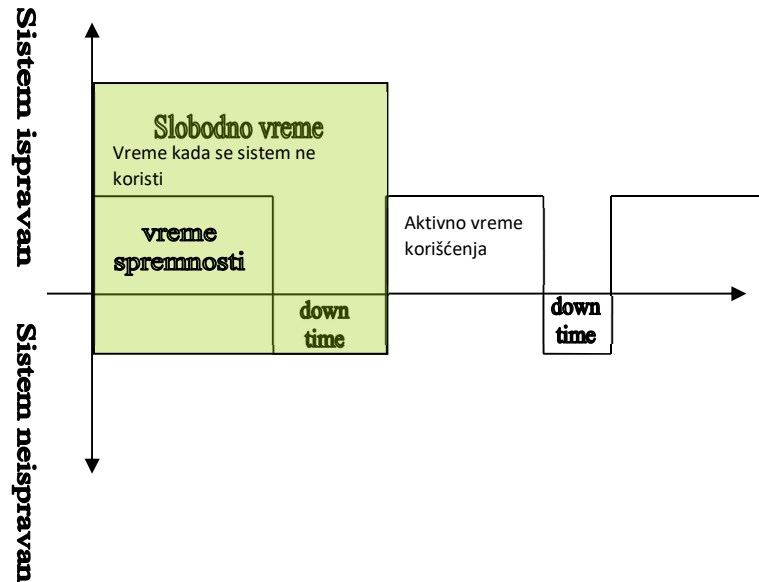 Sistem ispravan
Slobodno vreme
Vreme kada se sistem ne
koristi
vreme
spremnosti
Aktivno vreme
korišćenja
down
time
down
time
Sistem neispravan